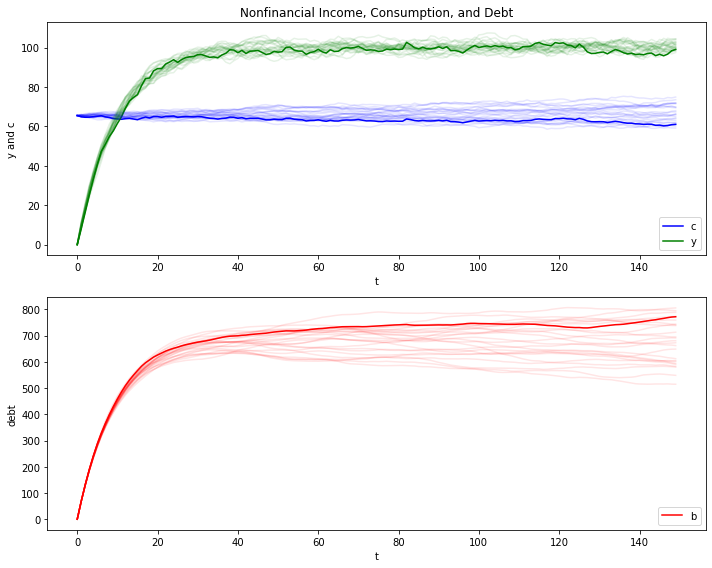 Nonfinancial Income, Consumption, and Debt
y and c
100
80
60
40
20
0
c
y
0 20 40 60 80 100 120 140
t
debt
800
700
600
500
400
300
200
100
0
b
0 20 40 60 80 100 120 140
t